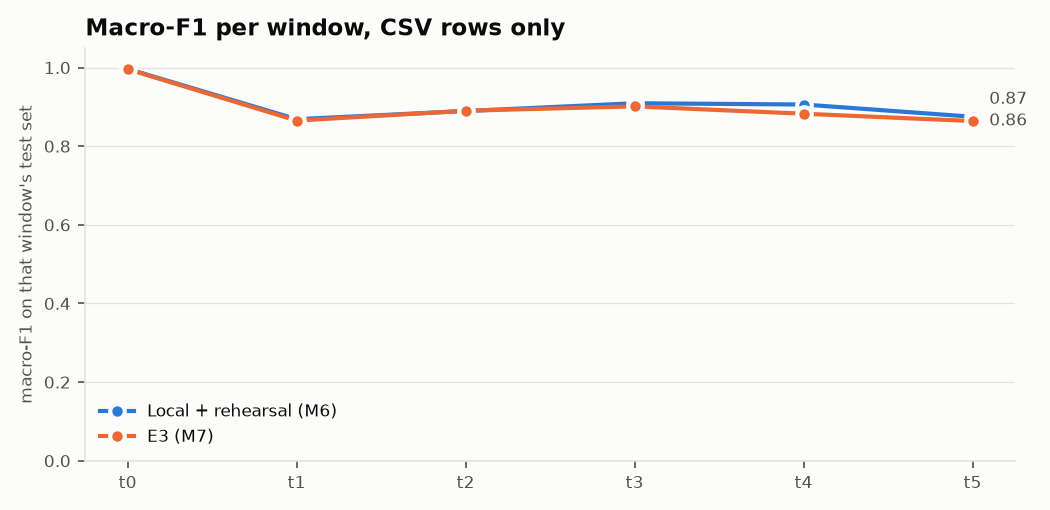 Macro-F1 per window, CSV rows only
macro-F1 on that window's test set
1.0
0.8
0.6
0.4
0.2
0.0
0.87
0.86
Local + rehearsal (M6)
E3 (M7)
t0
t1
t2
t3
t4
t5